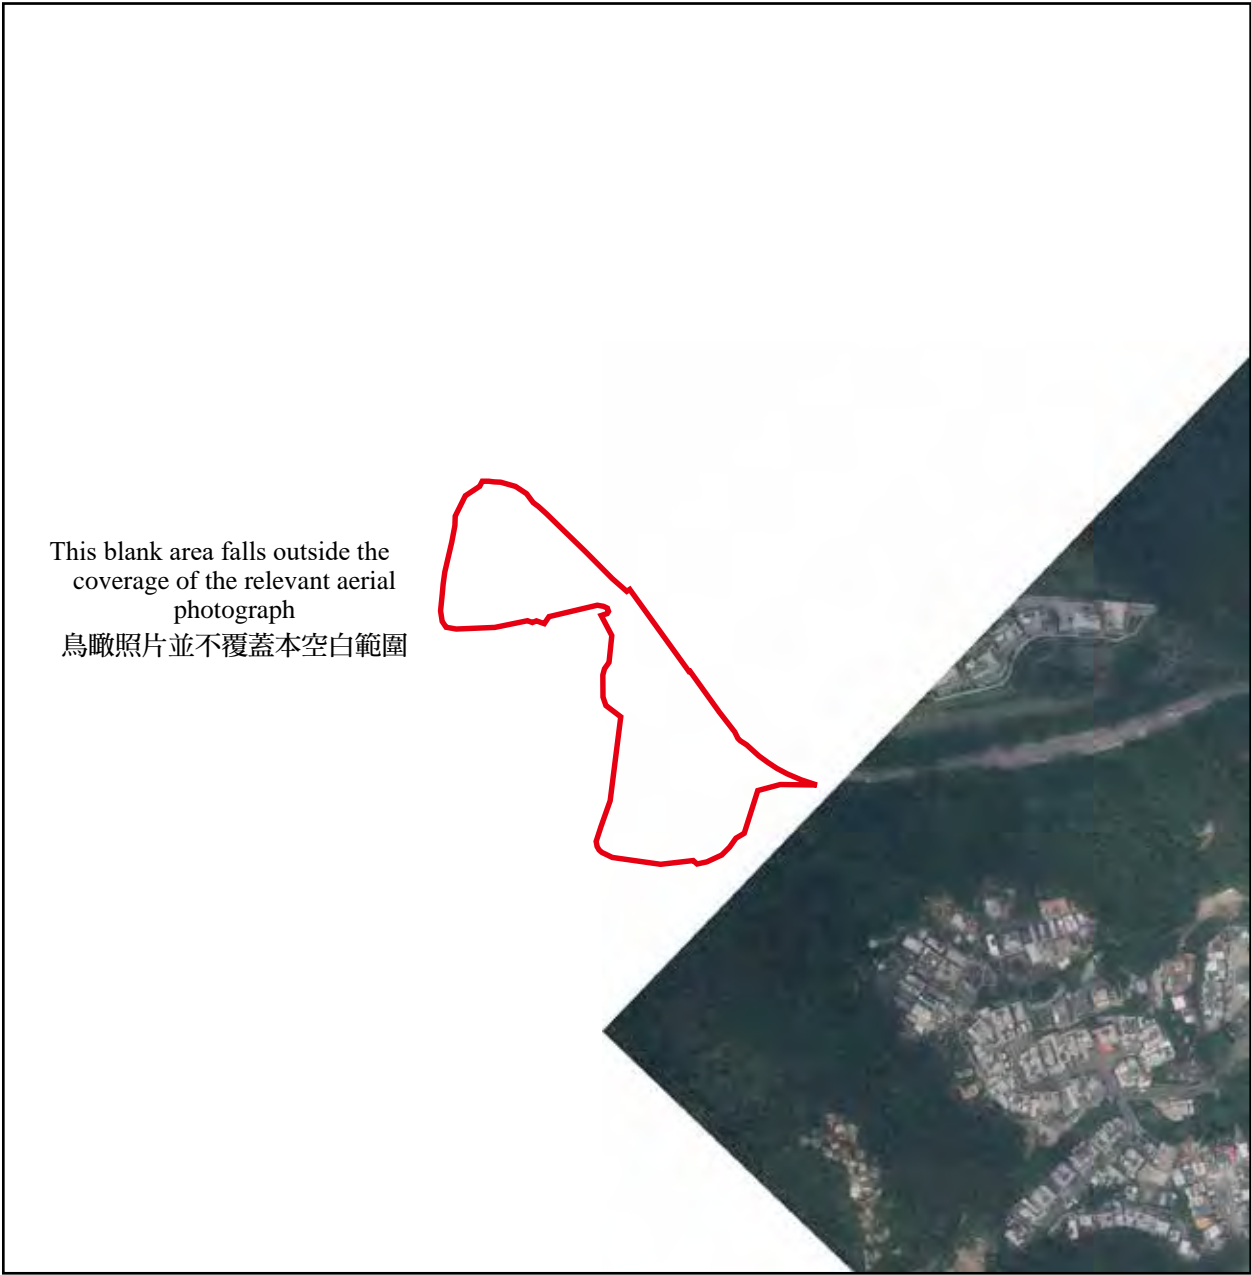 This blank area falls outside the
coverage of the relevant aerial
photograph
鳥瞰照片並不覆蓋本空白範圍